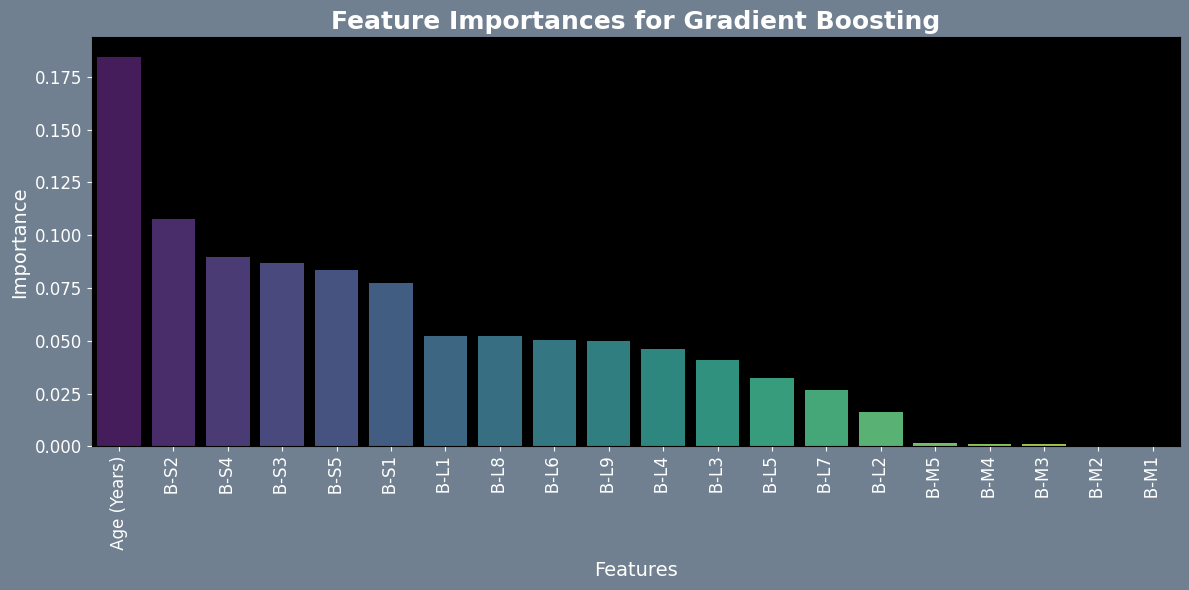 Feature Importances for Gradient Boosting
Importance
0.175
0.150
0.125
0.100
0.075
0.050
0.025
0.000
Age (Years)
B-S2
B-S4
B-S3
B-S5
B-S1
B-L1
B-L8
B-L6
B-L9
B-L4
B-L3
B-L5
B-L7
B-L2
B-M5
B-M4
B-M3
B-M2
B-M1
Features